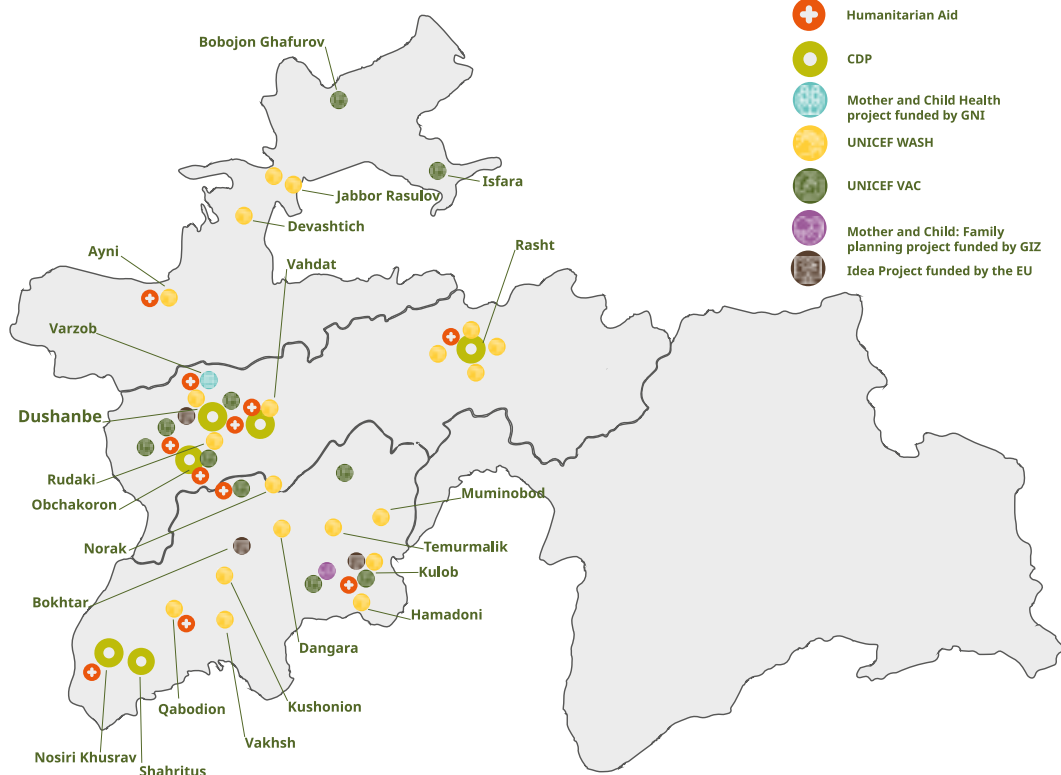 Humanitarian Aid
Bobojon Ghafurov
CDP
Mother and Child Health
project funded by GNI
UNICEF WASH
Isfara
UNICEF VAC
Jabbor Rasulov
Devashtich
Mother and Child: Family
planning project funded by GIZ
Rasht
Ayni
Vahdat
Idea Project funded by the EU
Varzob
Dushanbe
Rudaki
Muminobod
Obchakoron
Norak
Temurmalik
Kulob
Bokhtar
Hamadoni
Dangara
Qabodion
Kushonion
Vakhsh
Nosiri Khusrav
Shahritus